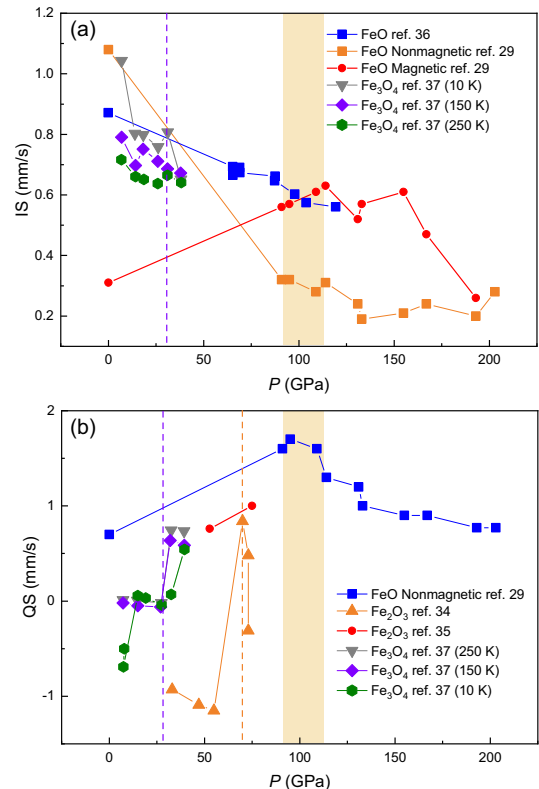 (a)
FeO ref. 36
FeO Nonmagnetic ref. 29
FeO Magnetic ref. 29
Fe₃O₄ ref. 37 (10 K)
Fe₃O₄ ref. 37 (150 K)
Fe₃O₄ ref. 37 (250 K)
1.2
1.0
0.8
0.6
0.4
0.2
IS (mm/s)
0
50
100
150
200
P (GPa)
(b)
2
1
0
-1
QS (mm/s)
FeO Nonmagnetic ref. 29
Fe₂O₃ ref. 34
Fe₂O₃ ref. 35
Fe₃O₄ ref. 37 (250 K)
Fe₃O₄ ref. 37 (150 K)
Fe₃O₄ ref. 37 (10 K)
0
50
100
150
200
P (GPa)